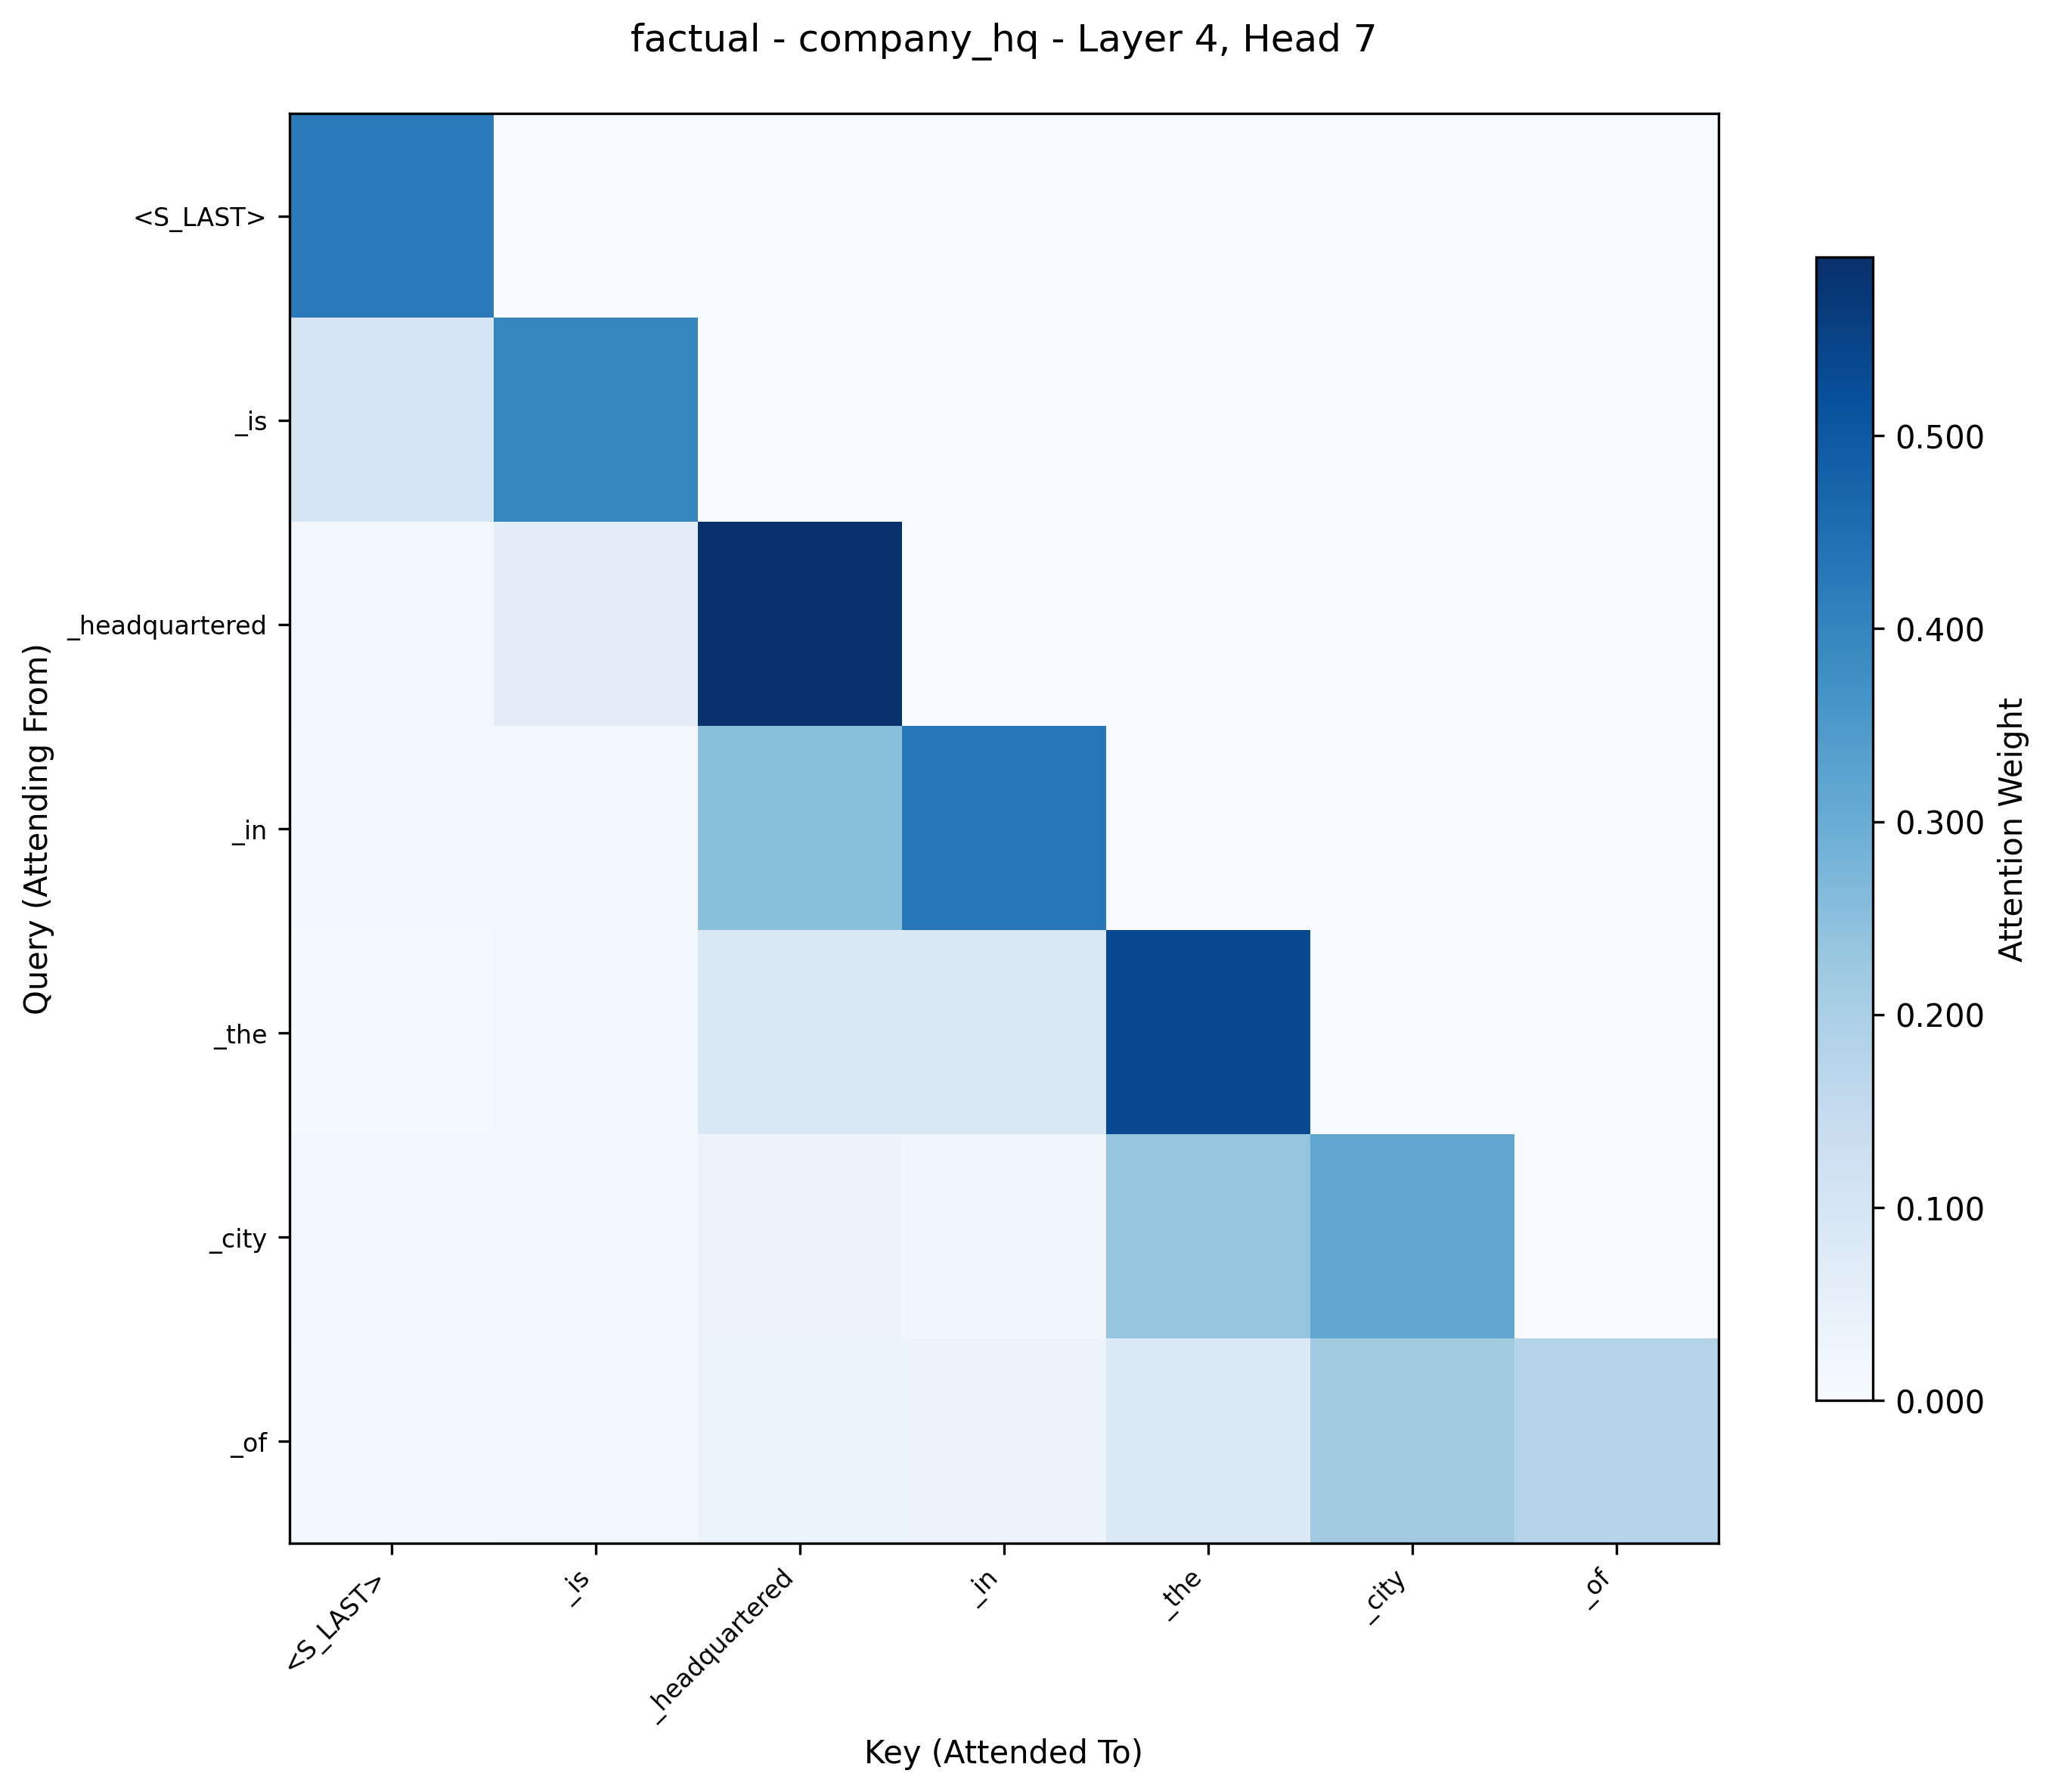 factual - company_hq - Layer 4, Head 7
Query (Attending From)
<S_LAST>
_is
_headquartered
_in
_the
_city
_of
<S_LAST>
_is
_headquartered
_in
_the
_city
_of
Key (Attended To)
0.500
0.400
0.300
0.200
0.100
0.000
Attention Weight